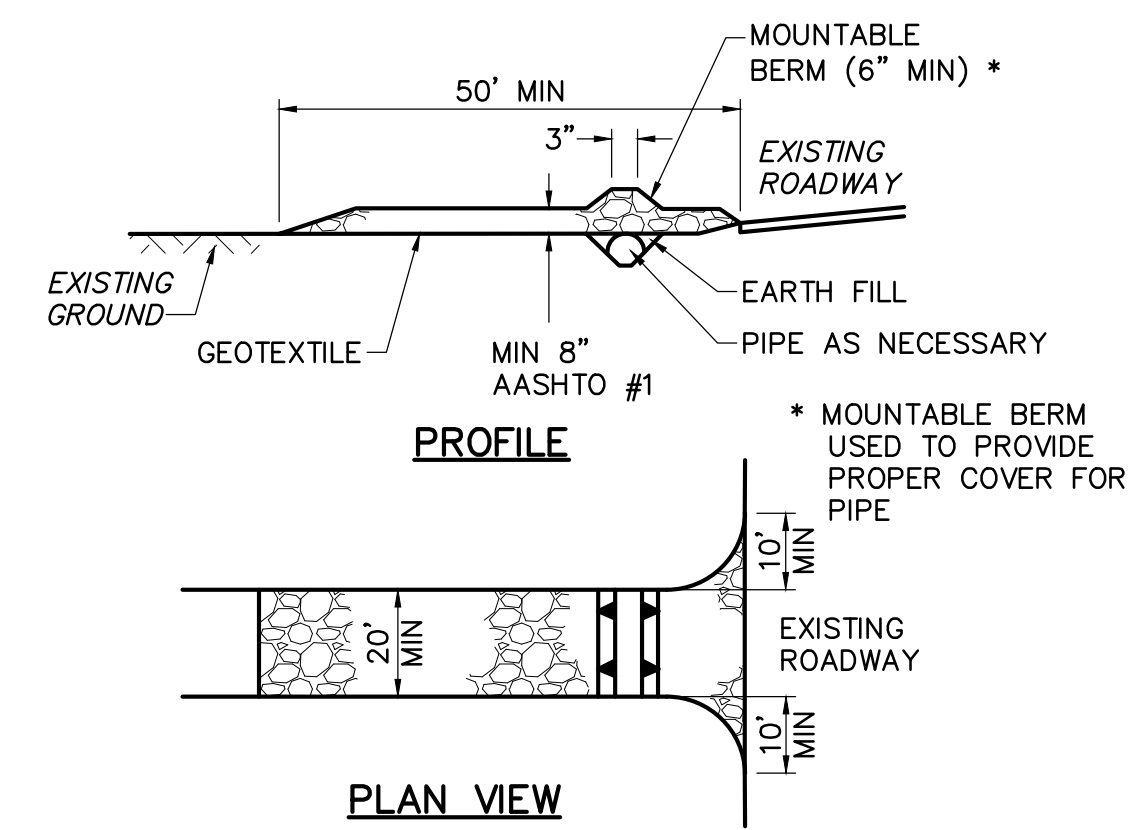 MOUNTABLE
BERM (6" MIN) *
50' MIN
3"
EXISTING
ROADWAY
EXISTING
GROUND
EARTH FILL
GEOTEXTILE
MIN 8"
AASHTO #1
PIPE AS NECESSARY
PROFILE
* MOUNTABLE BERM
USED TO PROVIDE
PROPER COVER FOR
PIPE
10'
MIN
20'
MIN
EXISTING
ROADWAY
10'
MIN
PLAN VIEW